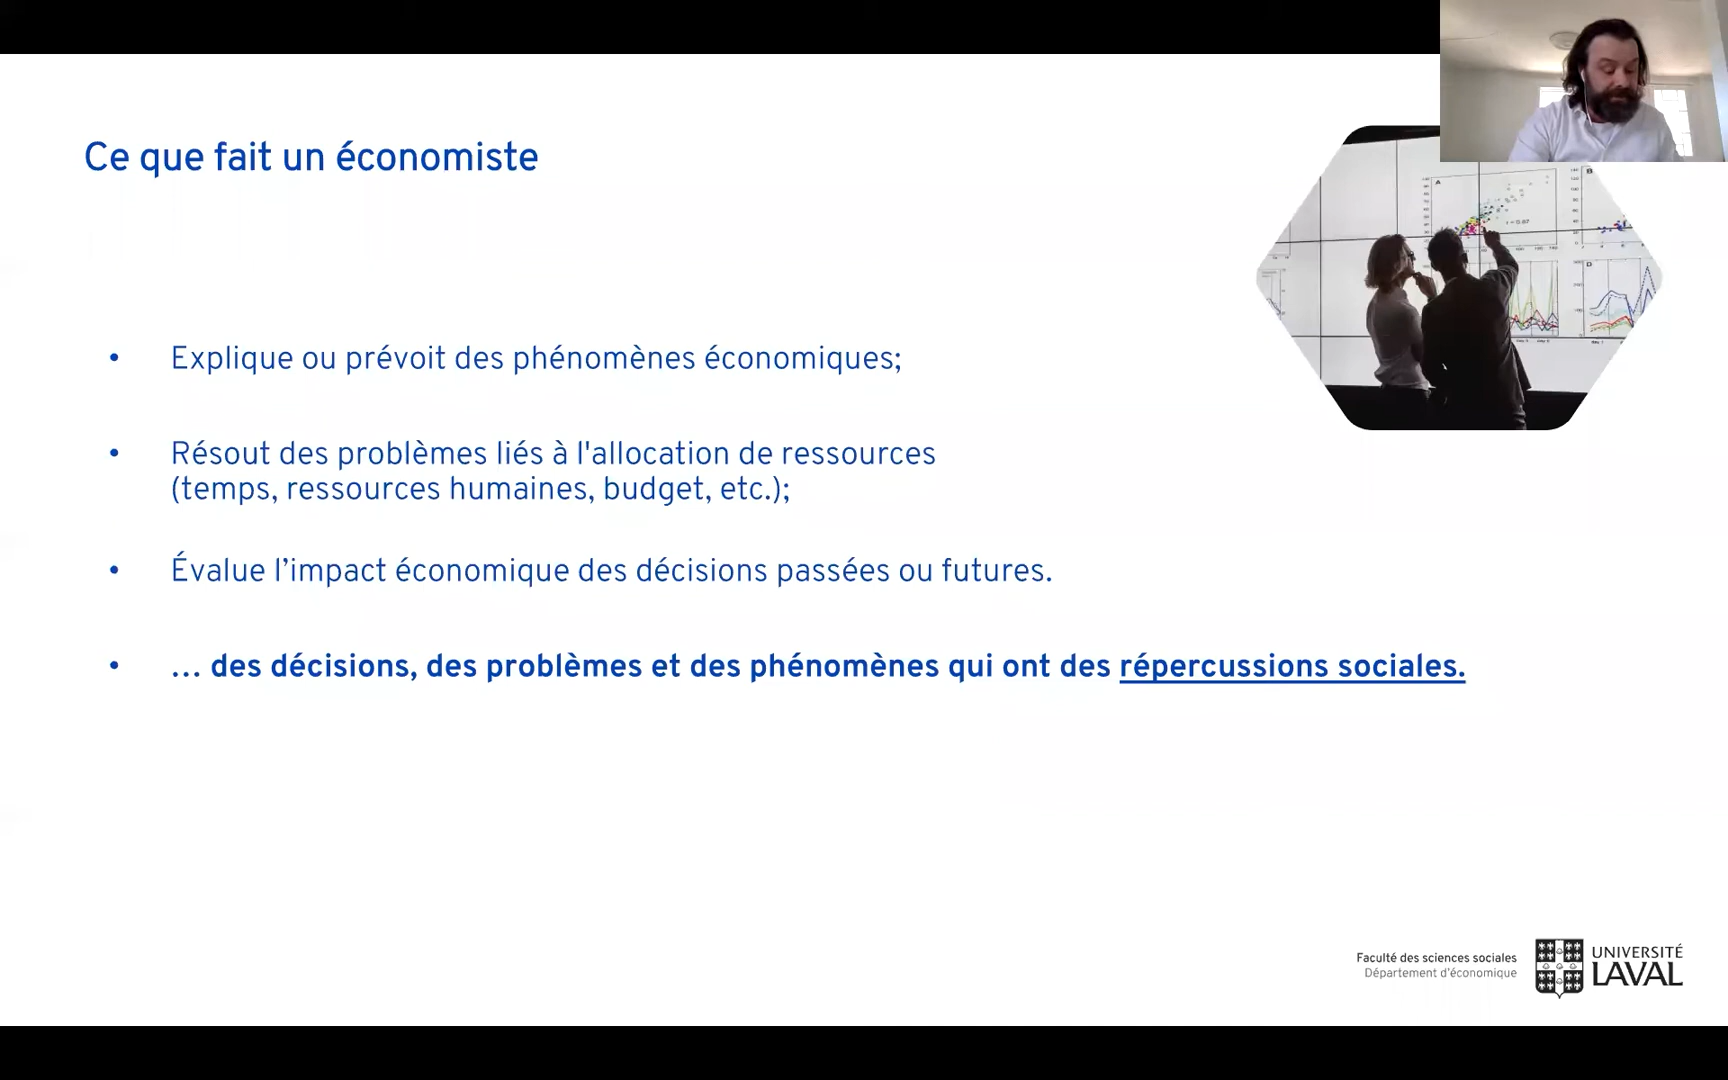 Ce que fait un économiste
• Explique ou prévoit des phénomènes économiques;
• Résout des problèmes liés à l'allocation de ressources
(temps, ressources humaines, budget, etc.);
• Évalue l’impact économique des décisions passées ou futures.
• … des décisions, des problèmes et des phénomènes qui ont des répercussions sociales.
A
B
D
Faculté des sciences sociales
Département d’économique
UNIVERSITÉ
LAVAL